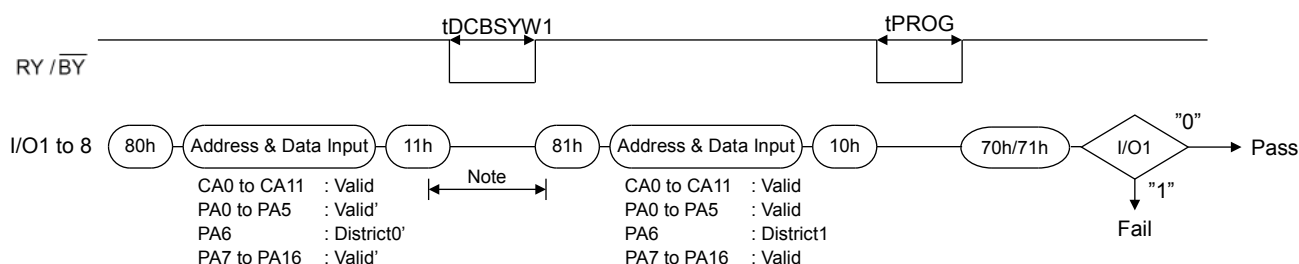 tDCBSYW1
tPROG
RY /BY
I/O1 to 8
80h
Address & Data Input
11h
81h
Address & Data Input
10h
70h/71h
I/O1
"0"
Pass
"1"
Fail
Note
CA0 to CA11 : Valid
PA0 to PA5 : Valid’
PA6 : District0’
PA7 to PA16 : Valid’
CA0 to CA11 : Valid
PA0 to PA5 : Valid
PA6 : District1
PA7 to PA16 : Valid